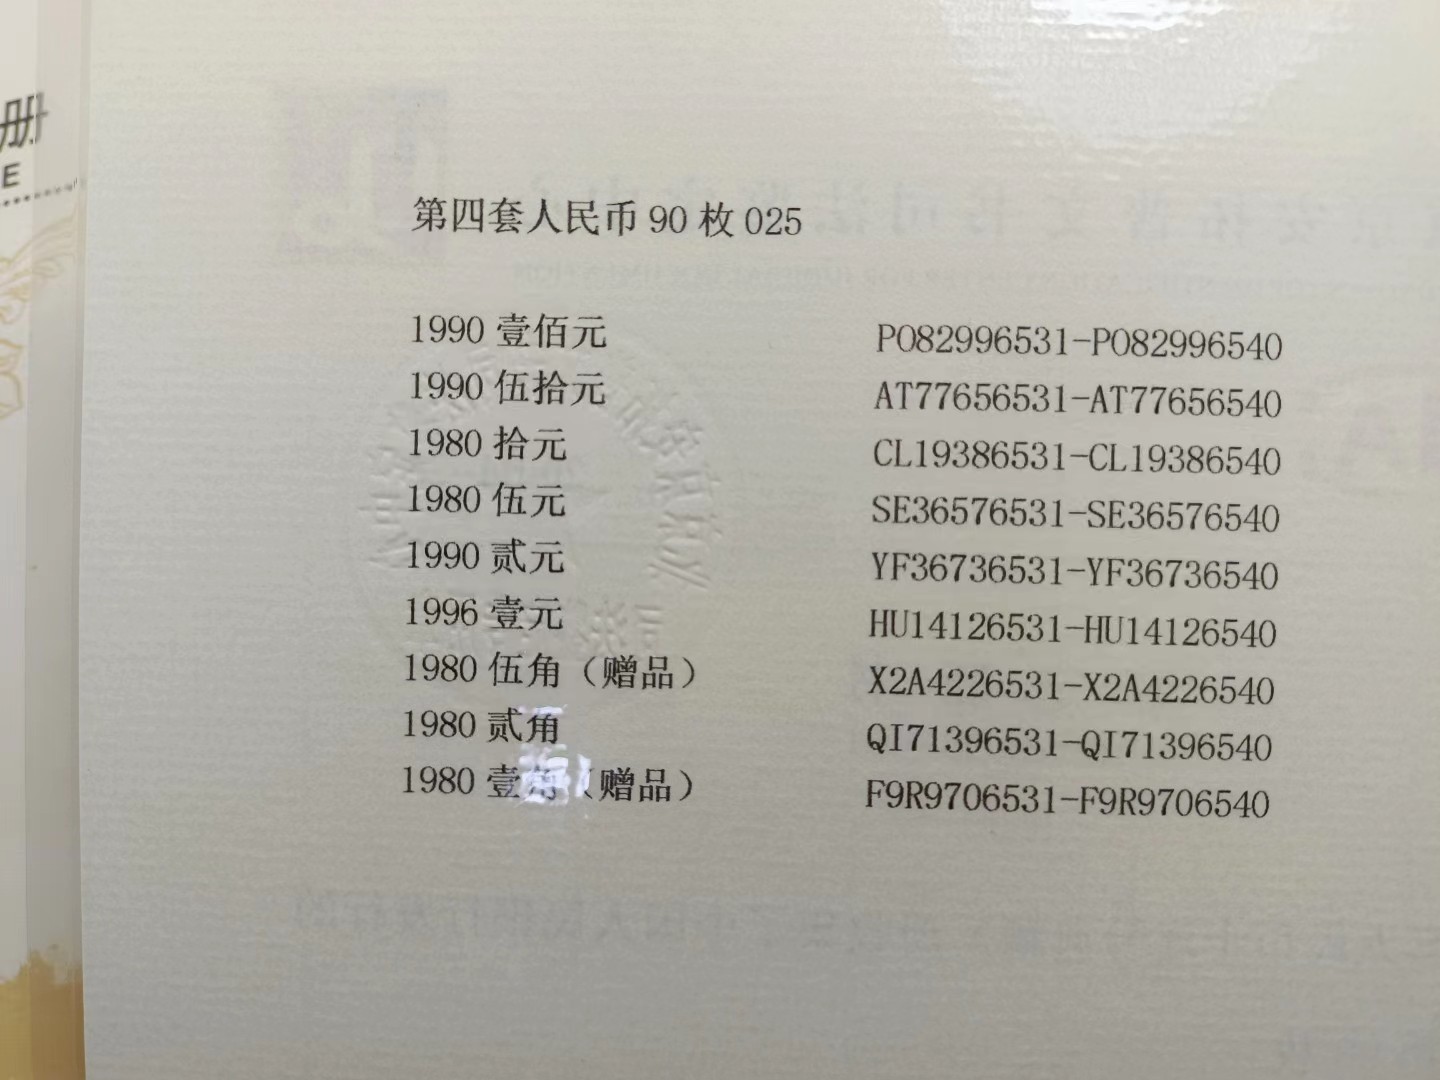 册
E
第四套人民币 90 枚 025
1990 壹佰元 PO82996531-PO82996540
1990 伍拾元 AT77656531-AT77656540
1980 拾元 CL19386531-CL19386540
1980 伍元 SE36576531-SE36576540
1990 贰元 YF36736531-YF36736540
1996 壹元 HU14126531-HU14126540
1980 伍角（赠品） X2A4226531-X2A4226540
1980 贰角 QI71396531-QI71396540
1980 壹角（赠品） F9R9706531-F9R9706540